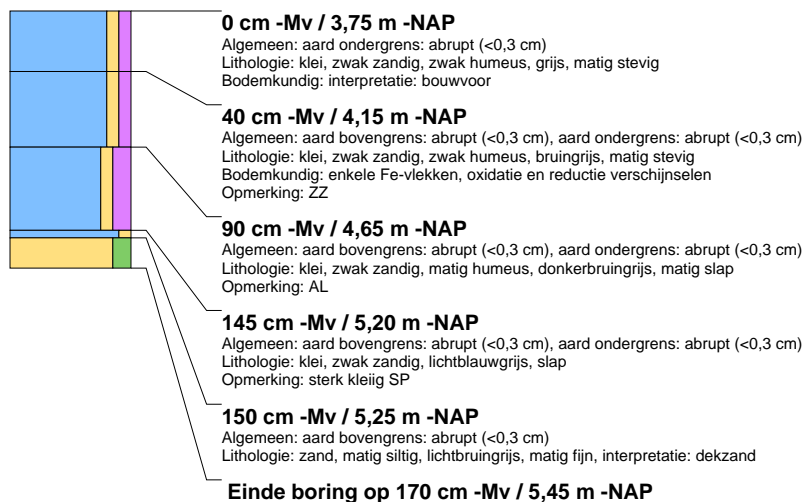 0 cm -Mv / 3,75 m -NAP
Algemeen: aard ondergrens: abrupt (<0,3 cm)
Lithologie: klei, zwak zandig, zwak humeus, grijs, matig stevig
Bodemkundig: interpretatie: bouwvoor
40 cm -Mv / 4,15 m -NAP
Algemeen: aard bovengrens: abrupt (<0,3 cm), aard ondergrens: abrupt (<0,3 cm)
Lithologie: klei, zwak zandig, zwak humeus, bruingrijs, matig stevig
Bodemkundig: enkele Fe-vlekken, oxidatie en reductie verschijnselen
Opmerking: ZZ
90 cm -Mv / 4,65 m -NAP
Algemeen: aard bovengrens: abrupt (<0,3 cm), aard ondergrens: abrupt (<0,3 cm)
Lithologie: klei, zwak zandig, matig humeus, donkerbruingrijs, matig slap
Opmerking: AL
145 cm -Mv / 5,20 m -NAP
Algemeen: aard bovengrens: abrupt (<0,3 cm), aard ondergrens: abrupt (<0,3 cm)
Lithologie: klei, zwak zandig, lichtblauwgrijs, slap
Opmerking: sterk kleiig SP
150 cm -Mv / 5,25 m -NAP
Algemeen: aard bovengrens: abrupt (<0,3 cm)
Lithologie: zand, matig siltig, lichtbruingrijs, matig fijn, interpretatie: dekzand
Einde boring op 170 cm -Mv / 5,45 m -NAP